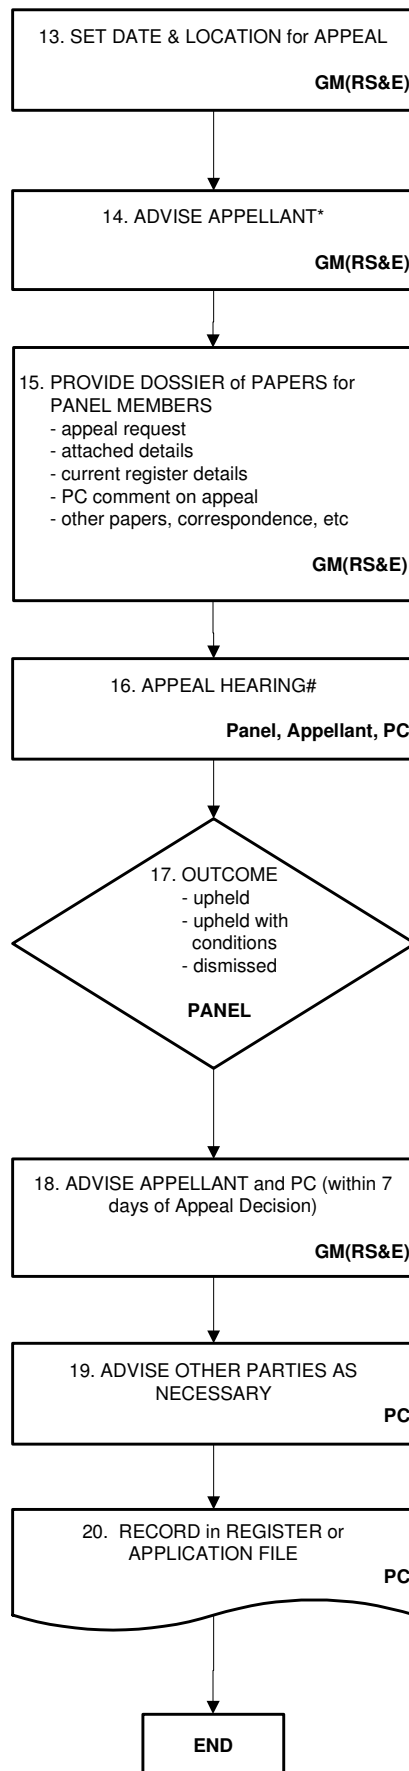 13. SET DATE & LOCATION for APPEAL
GM(RS&E)
14. ADVISE APPELLANT*
GM(RS&E)
15. PROVIDE DOSSIER of PAPERS for
PANEL MEMBERS
- appeal request
- attached details
- current register details
- PC comment on appeal
- other papers, correspondence, etc
GM(RS&E)
16. APPEAL HEARING#
Panel, Appellant, PC
17. OUTCOME
- upheld
- upheld with
conditions
- dismissed
PANEL
18. ADVISE APPELLANT and PC (within 7
days of Appeal Decision)
GM(RS&E)
19. ADVISE OTHER PARTIES AS
NECESSARY
PC
20. RECORD in REGISTER or
APPLICATION FILE
PC
END